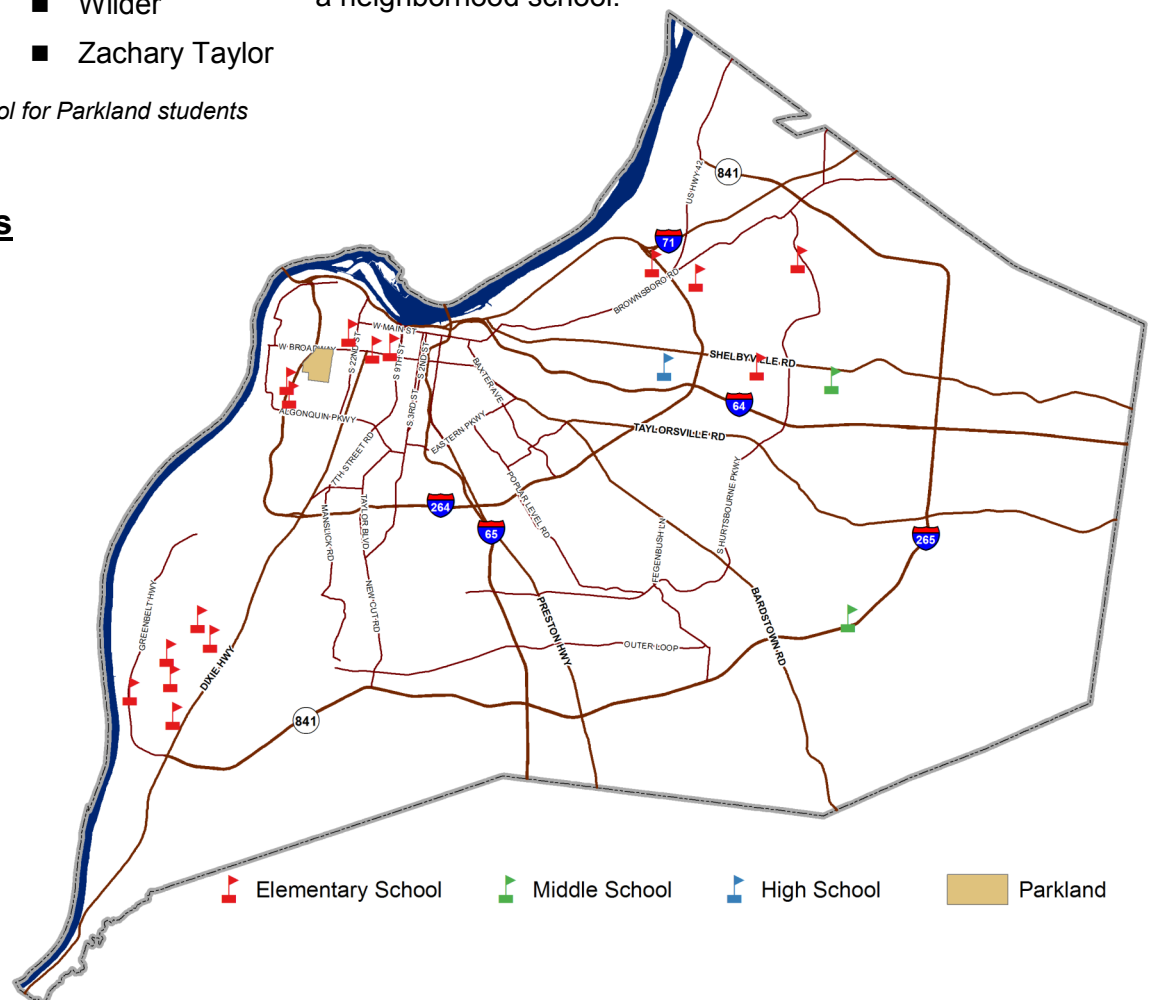 ■ Wilder
a neighborhood school.
■ Zachary Taylor
ol for Parkland students
s
841
US HWY 42
71
BROWNSBORO RD
W MAIN ST
W BROADWAY
S 22ND ST
S 9TH ST
S 2ND ST
S 3RD ST
BAXTER AVE
SHELBYVILLE RD
64
ALGONQUIN PKWY
7TH STREET RD
EASTERN PKWY
TAYLORSVILLE RD
MANSLICK RD
TAYLOR BLVD
264
65
POPLAR LEVEL RD
S HURTSBOURNE PKWY
FEGENBUSH LN
265
GREENBELT HWY
NEW CUT RD
PRESTON HWY
BARDSTOWN RD
OUTER LOOP
DIXIE HWY
841
Elementary School
Middle School
High School
Parkland